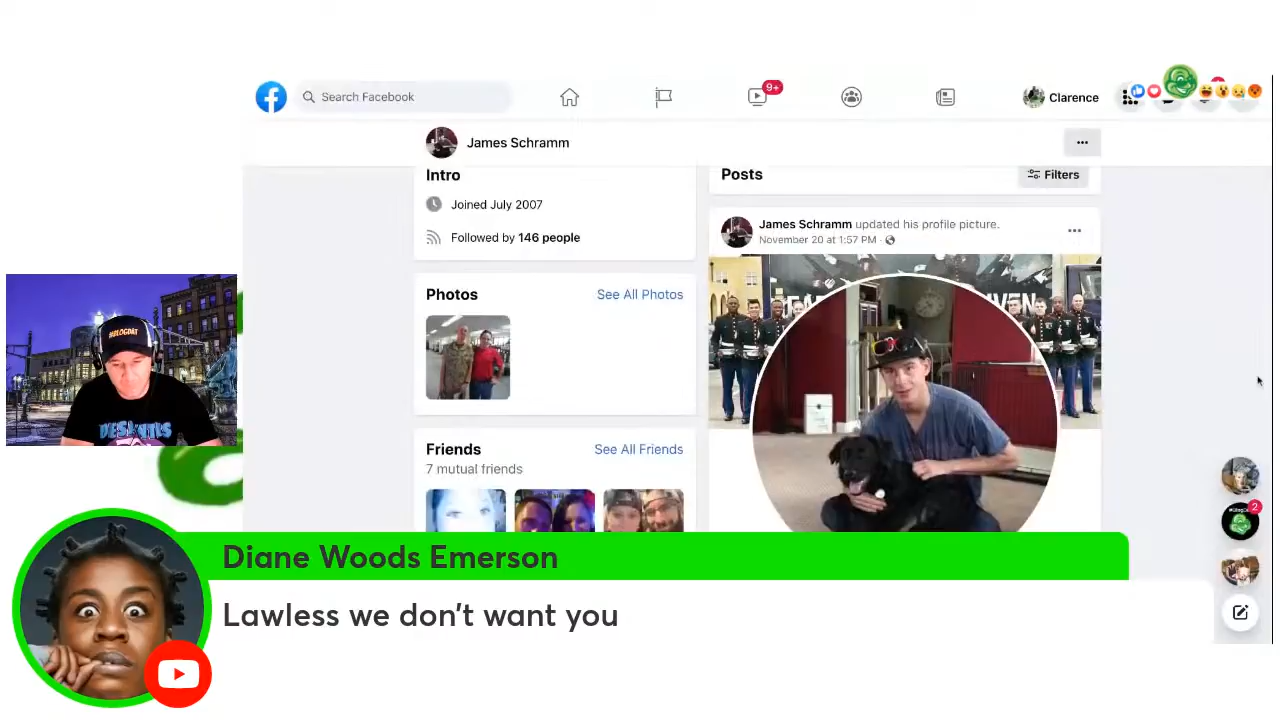 Search Facebook
9+
Clarence
James Schramm
Intro
Joined July 2007
Followed by 146 people
Photos
See All Photos
Friends
See All Friends
7 mutual friends
Posts
Filters
James Schramm updated his profile picture.
November 20 at 1:57 PM
#BLOGDAT
2
Diane Woods Emerson
Lawless we don't want you